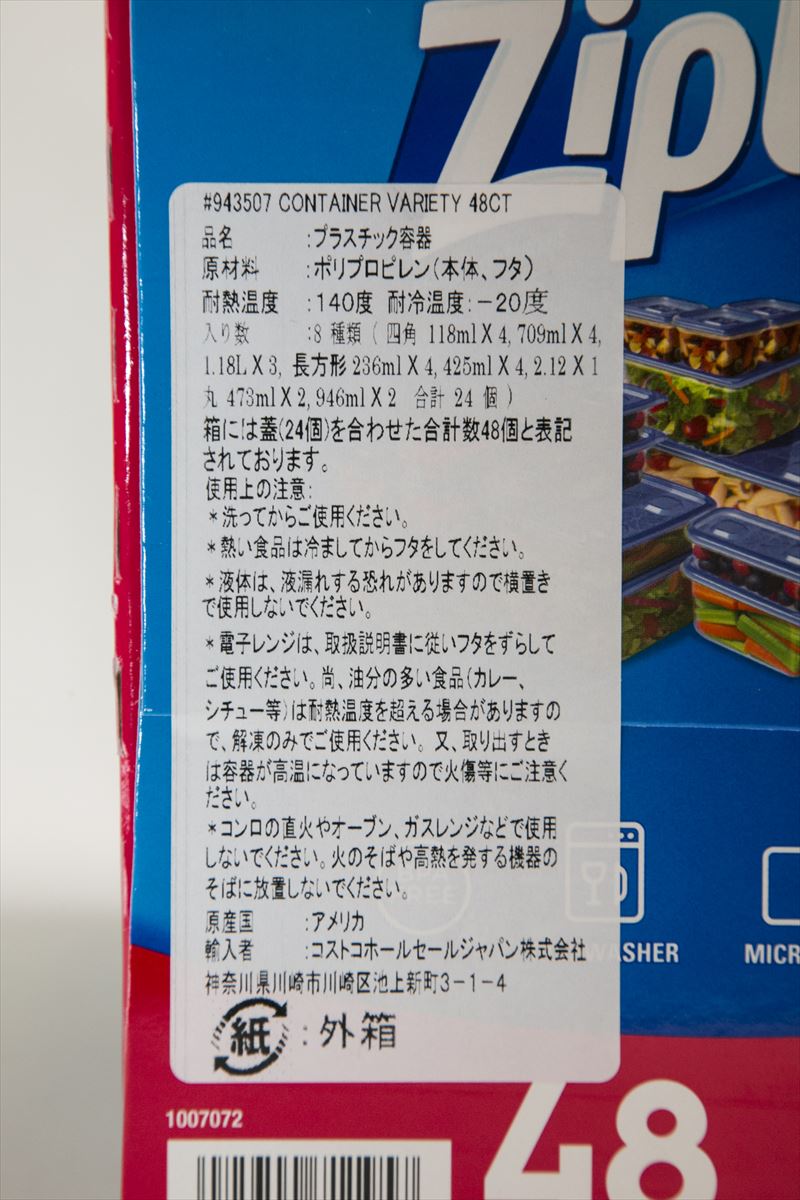 Zipl
#943507 CONTAINER VARIETY 48CT
品名 :プラスチック容器
原材料 :ポリプロピレン(本体、フタ)
耐熱温度 :140度 耐冷温度:-20度
入り数 :8 種類 ( 四角 118ml X 4, 709ml X 4,
1.18L X 3, 長方形 236ml X 4, 425ml X 4, 2.12 X 1
丸 473ml X 2, 946ml X 2 合計 24 個 )
箱には蓋(24個)を合わせた合計数48個と表記
されております。
使用上の注意:
*洗ってからご使用ください。
*熱い食品は冷ましてからフタをしてください。
*液体は、液漏れする恐れがありますので横置き
で使用しないでください。
*電子レンジは、取扱説明書に従いフタをずらして
ご使用ください。尚、油分の多い食品(カレー、
シチュー等)は耐熱温度を超える場合がありますの
で、解凍のみでご使用ください。又、取り出すとき
は容器が高温になっていますので火傷等にご注意く
ださい。
*コンロの直火やオーブン、ガスレンジなどで使用
しないでください。火のそばや高熱を発する機器の
そばに放置しないでください。
原産国 :アメリカ
輸入者 :コストコホールセールジャパン株式会社
神奈川県川崎市川崎区池上新町3-1-4
紙 :外箱
WASHER
MICR
1007072
48